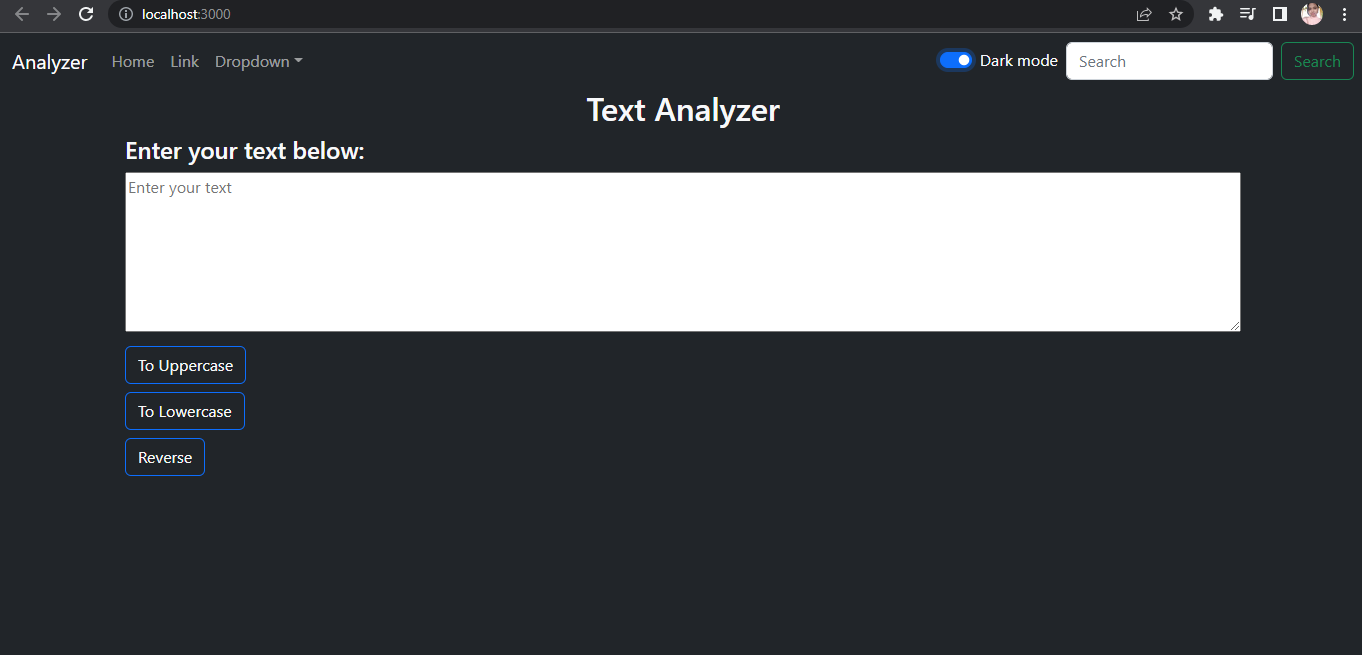 localhost:3000
Analyzer Home Link Dropdown Dark mode Search Search
Text Analyzer
Enter your text below:
Enter your text
To Uppercase
To Lowercase
Reverse